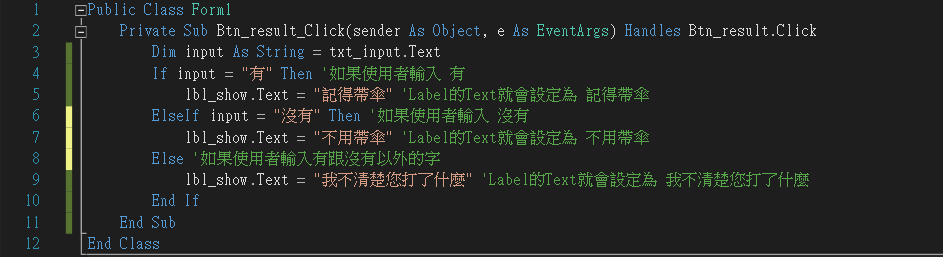 1 Public Class Form1
2 Private Sub Btn_result_Click(sender As Object, e As EventArgs) Handles Btn_result.Click
3 Dim input As String = txt_input.Text
4 If input = "有" Then '如果使用者輸入 有
5 lbl_show.Text = "記得帶傘" 'Label的Text就會設定為 記得帶傘
6 ElseIf input = "沒有" Then '如果使用者輸入 沒有
7 lbl_show.Text = "不用帶傘" 'Label的Text就會設定為 不用帶傘
8 Else '如果使用者輸入有跟沒有以外的字
9 lbl_show.Text = "我不清楚您打了什麼" 'Label的Text就會設定為 我不清楚您打了什麼
10 End If
11 End Sub
12 End Class